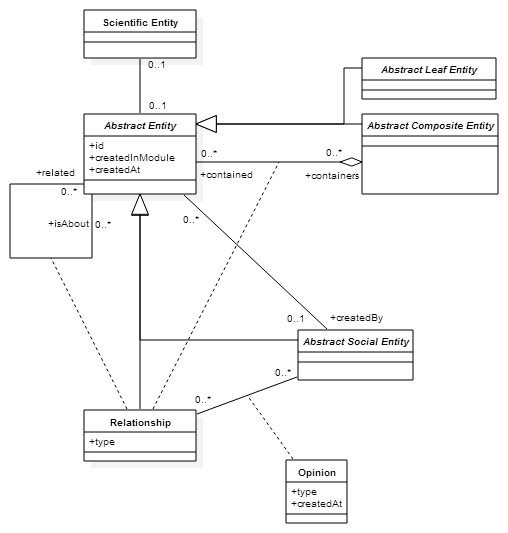 Scientific Entity
0..1
0..1
Abstract Leaf Entity
Abstract Entity
+id
+createdInModule
+createdAt
Abstract Composite Entity
0..*
0..*
+contained
+containers
+related
0..*
+isAbout
0..*
0..*
0..1
+createdBy
Abstract Social Entity
0..*
0..*
Relationship
+type
Opinion
+type
+createdAt